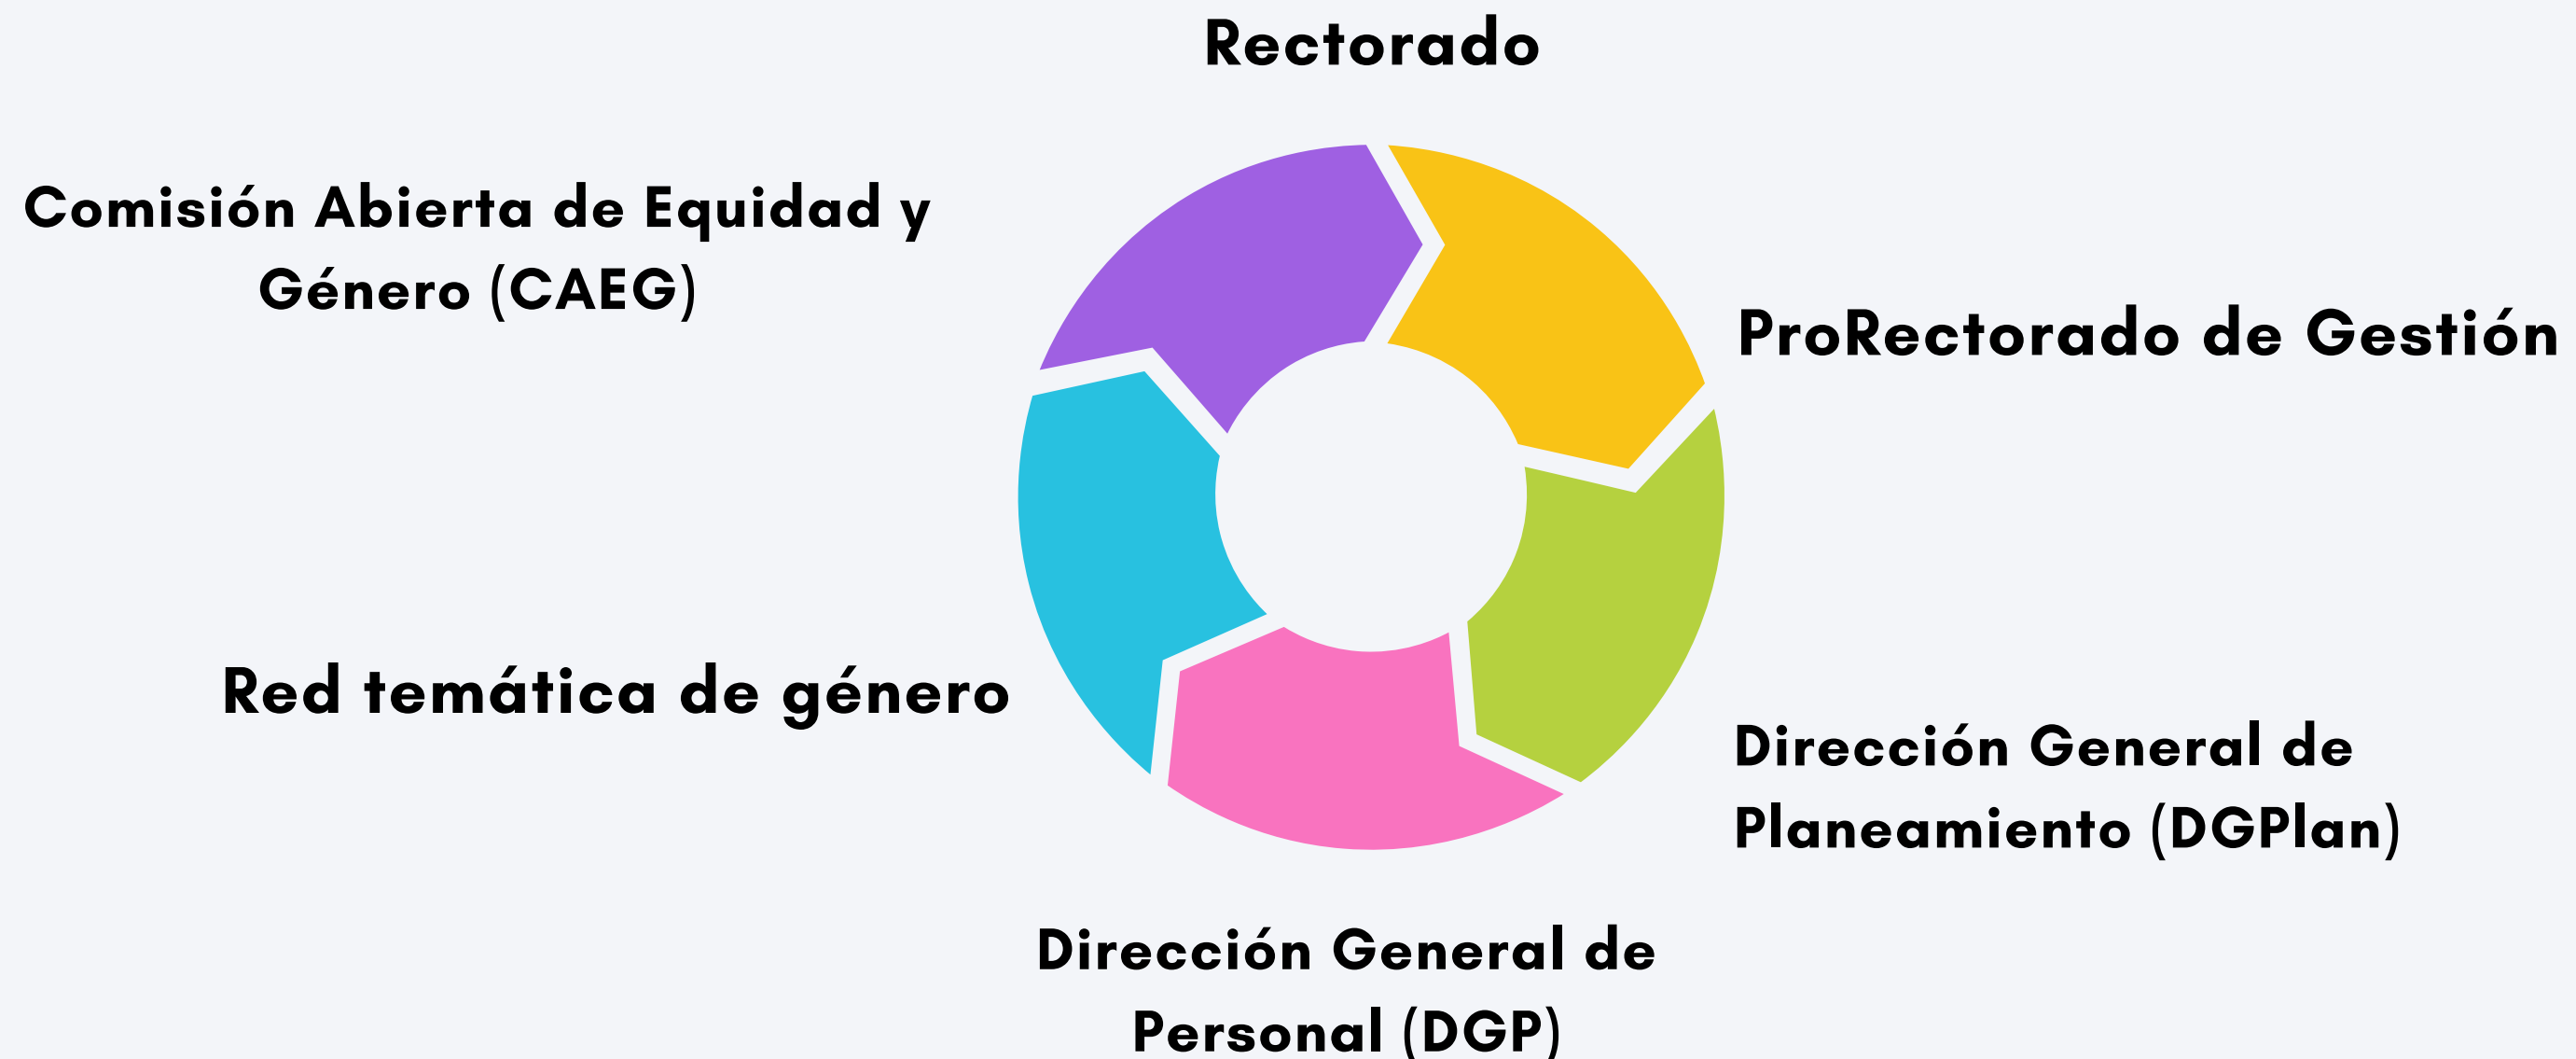 Rectorado
Comisión Abierta de Equidad y
Género (CAEG)
ProRectorado de Gestión
Red temática de género
Dirección General de
Planeamiento (DGPlan)
Dirección General de
Personal (DGP)